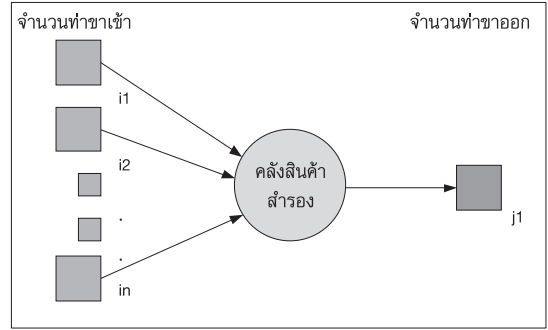 จำนวนท่าขาเข้า
จำนวนท่าขาออก
i1
i2
คลังสินค้า
สำรอง
.
j1
.
in